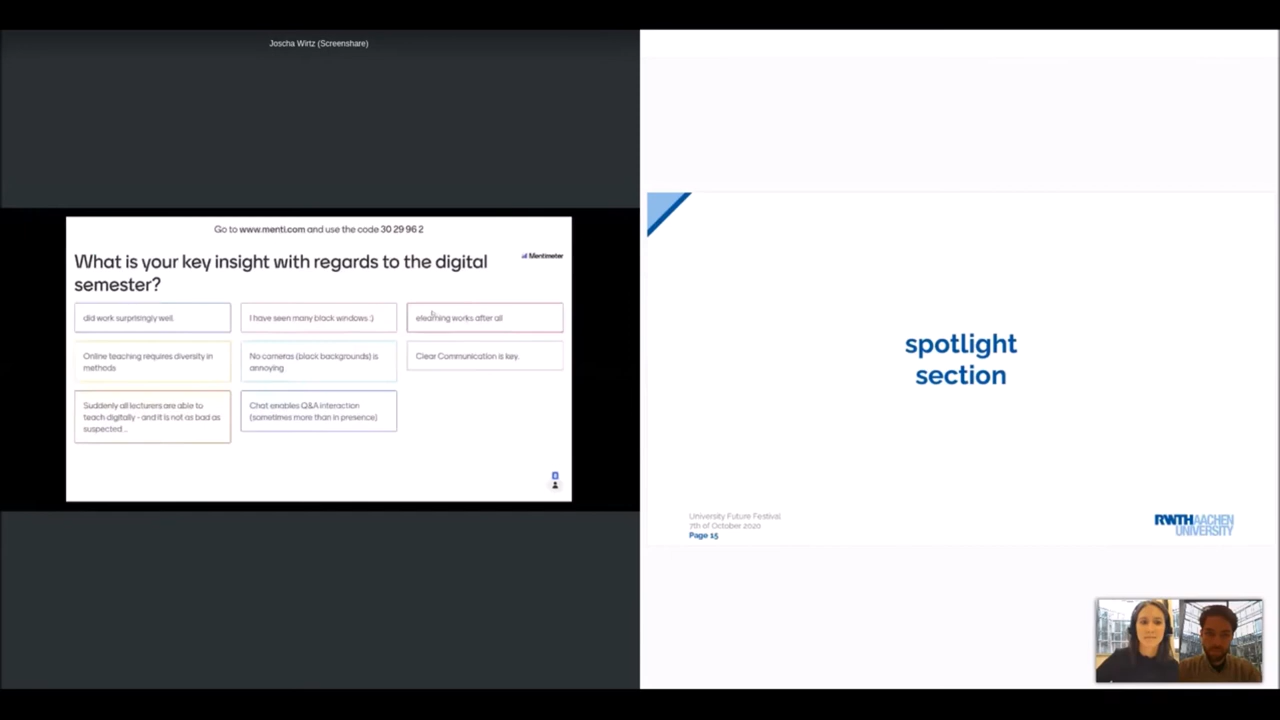 Joscha Wirtz (Screenshare)
Go to www.menti.com and use the code 30 29 96 2
What is your key insight with regards to the digital
semester?
Mentimeter
did work surprisingly well.
I have seen many black windows :)
elearning works after all
Online teaching requires diversity in
methods
No cameras (black backgrounds) is
annoying
Clear Communication is key.
Suddenly all lecturers are able to
teach digitally - and it is not as bad as
suspected ...
Chat enables Q&A interaction
(sometimes more than in presence)
spotlight
section
University Future Festival
7th of October 2020
Page 15
RWTH AACHEN
UNIVERSITY